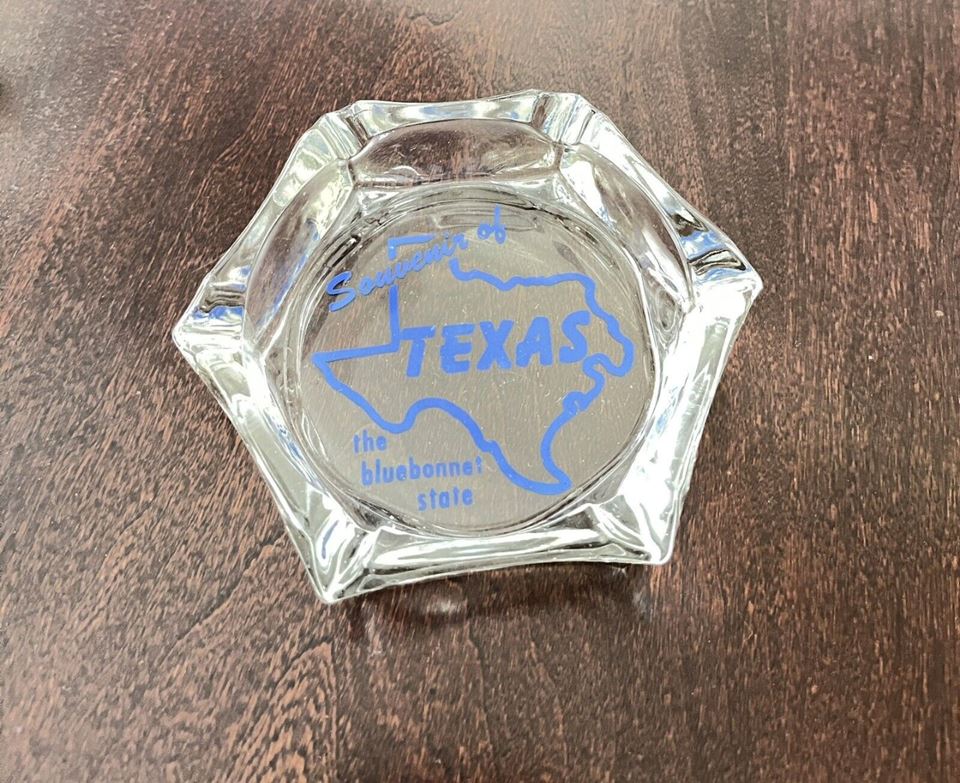 Souvenir of
TEXAS
the
bluebonnet
state